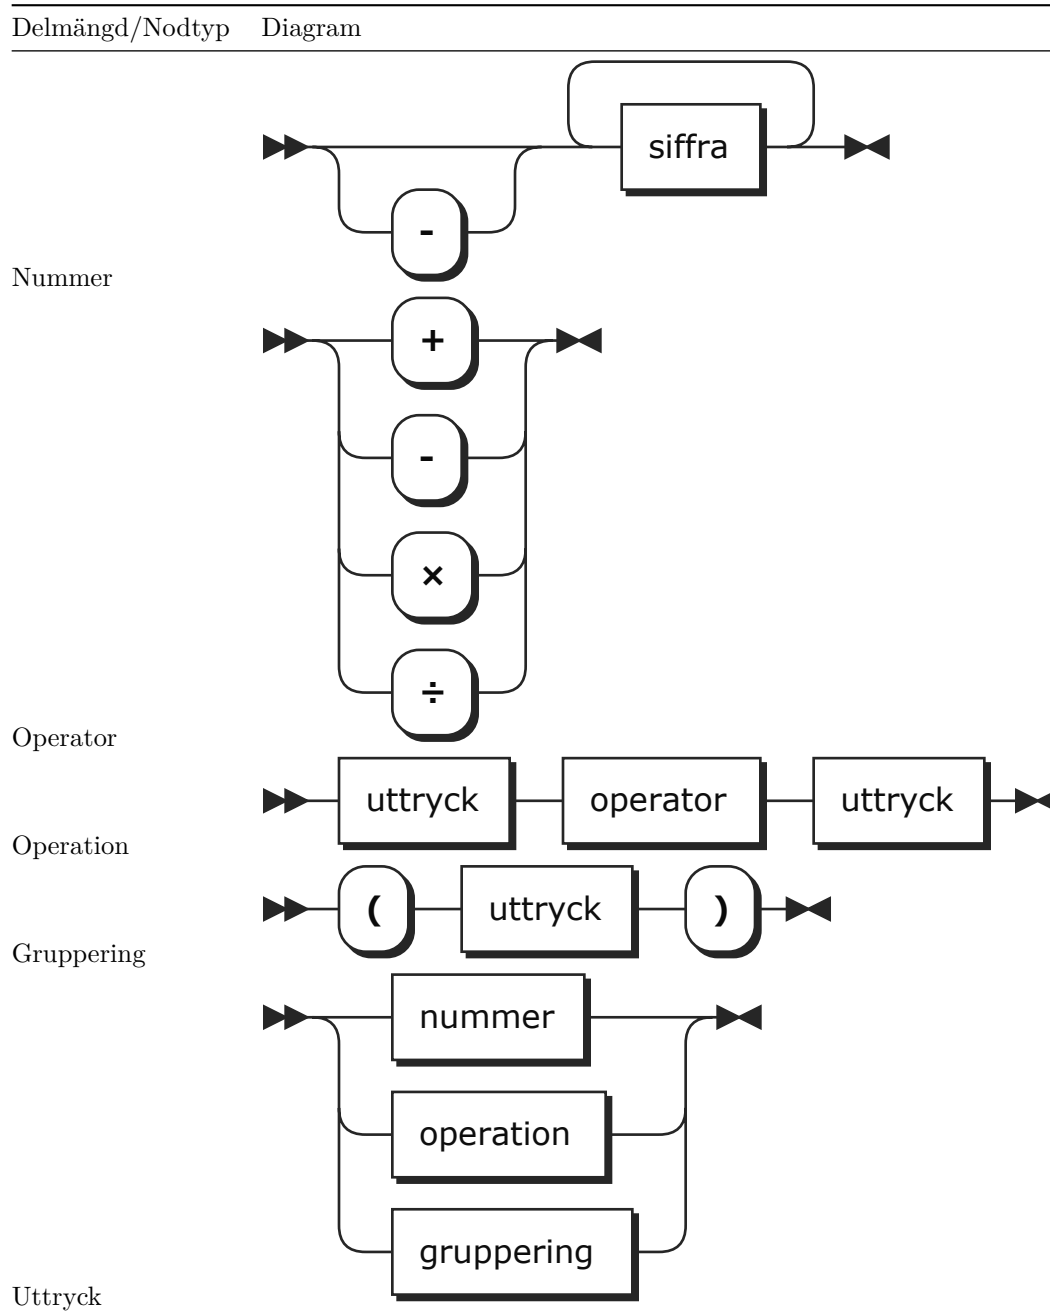 Delmängd/Nodtyp Diagram
siffra
-
Nummer
+
-
×
÷
Operator
uttryck operator uttryck
Operation
( uttryck )
Gruppering
nummer
operation
gruppering
Uttryck